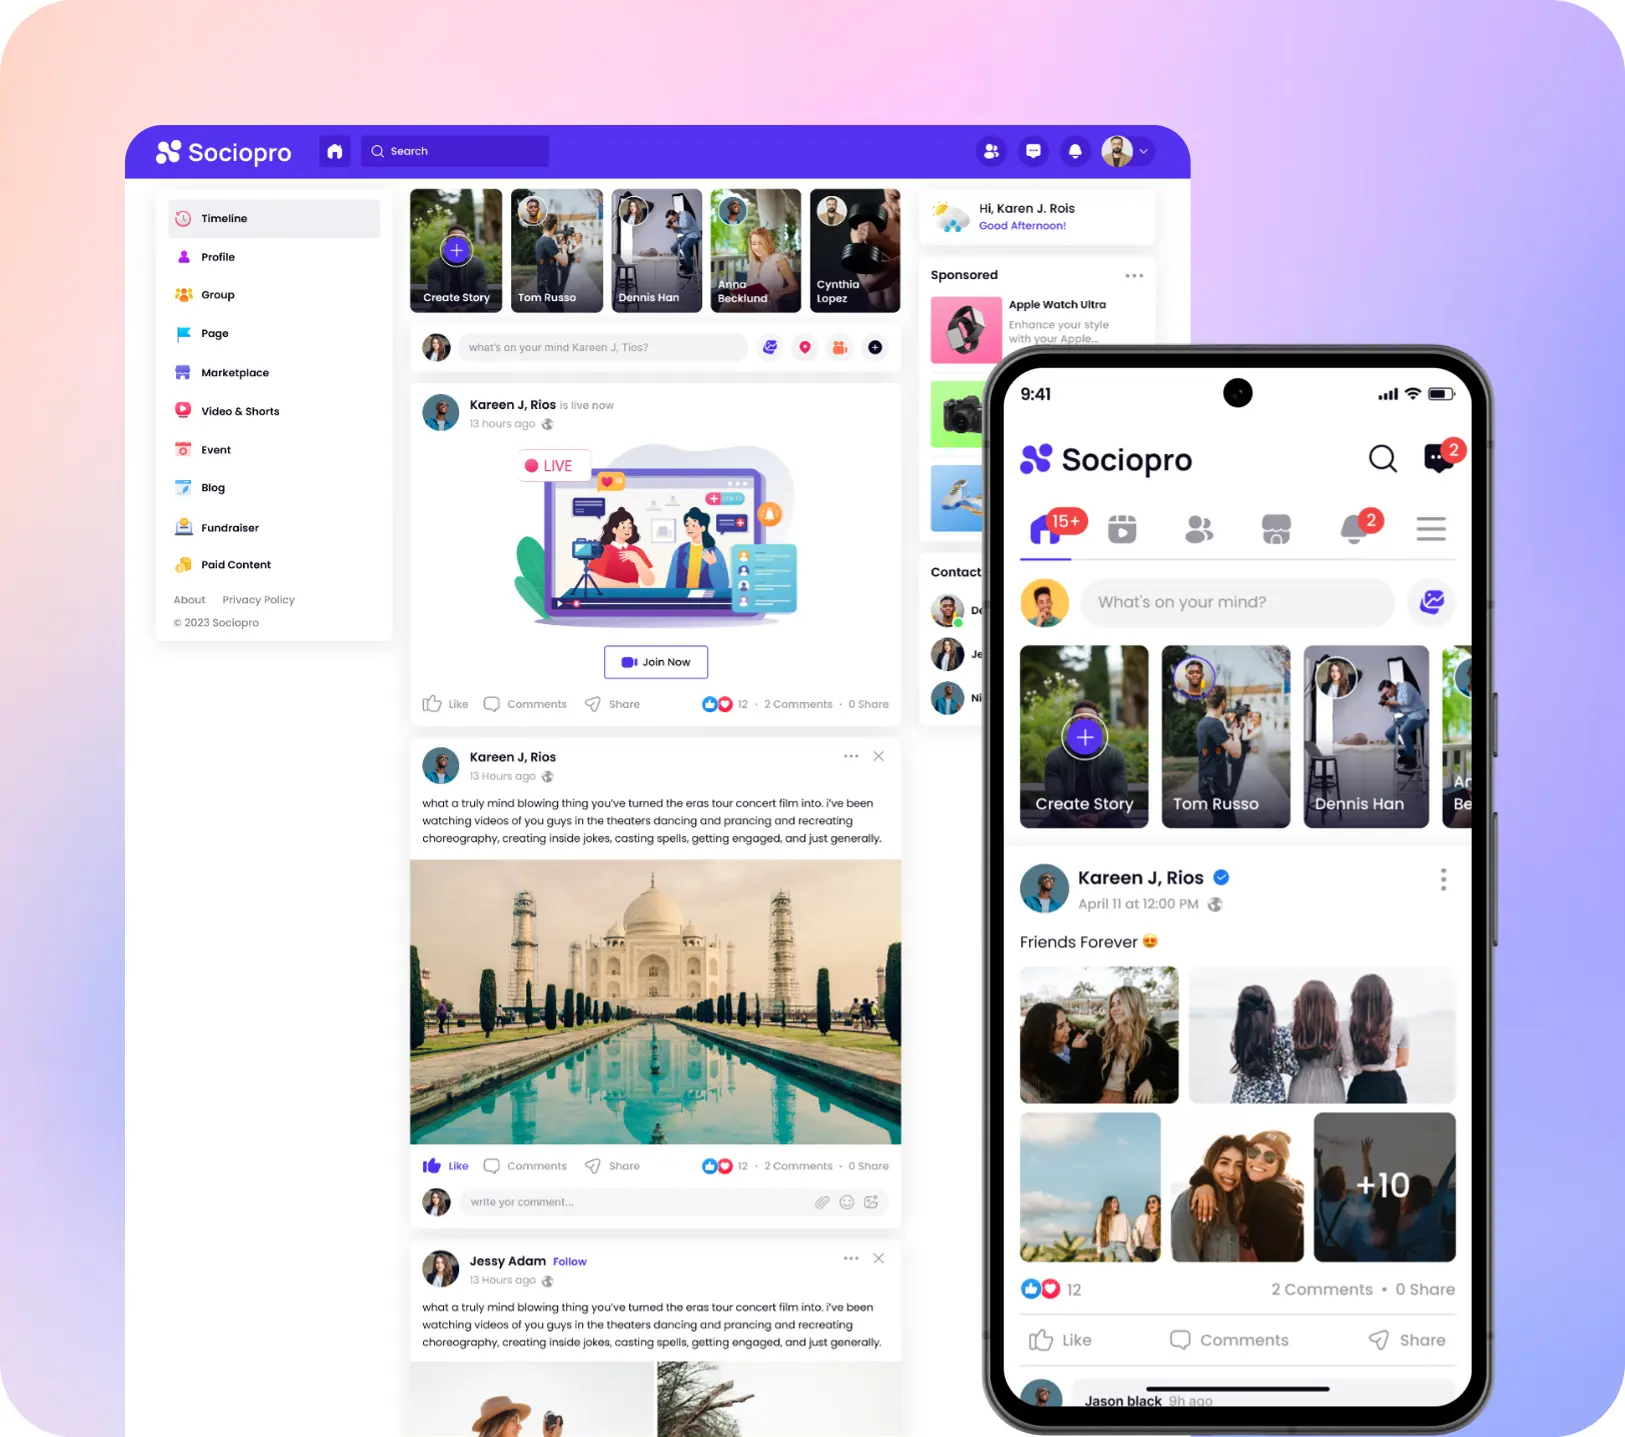 Sociopro
Search
Timeline
Profile
Group
Page
Marketplace
Video & Shorts
Event
Blog
Fundraiser
Paid Content
About Privacy Policy
© 2023 Sociopro
Create Story
Tom Russo
Dennis Han
Anna
Becklund
Cynthia
Lopez
what's on your mind Kareen J, Tios?
Kareen J, Rios is live now
13 hours ago
LIVE
Join Now
Like Comments Share 12 · 2 Comments · 0 Share
Kareen J, Rios
13 Hours ago
what a truly mind blowing thing you've turned the eras tour concert film into. i've been
watching videos of you guys in the theaters dancing and prancing and recreating
choreography, creating inside jokes, casting spells, getting engaged, and just generally.
Like Comments Share 12 · 2 Comments · 0 Share
write yor comment...
Jessy Adam Follow
13 Hours ago
what a truly mind blowing thing you've turned the eras tour concert film into. i've been
watching videos of you guys in the theaters dancing and prancing and recreating
choreography, creating inside jokes, casting spells, getting engaged, and just generally.
Hi, Karen J. Rois
Good Afternoon!
Sponsored
Apple Watch Ultra
Enhance your style
with your Apple...
Contact
De
Je
Ni
9:41
Sociopro
2
15+
2
What's on your mind?
Create Story
Tom Russo
Dennis Han
An
Be
Kareen J, Rios
April 11 at 12:00 PM
Friends Forever 😍
+10
12 2 Comments • 0 Share
Like Comments Share
Jason black 9h ago